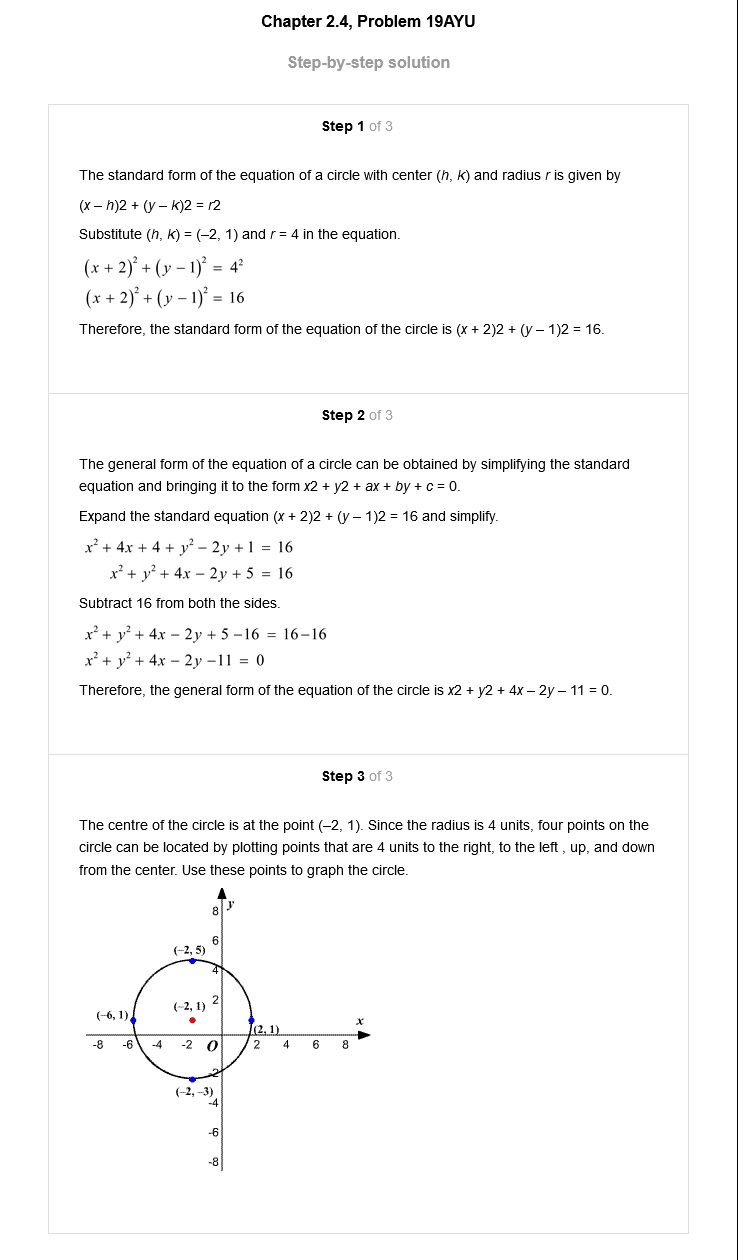 Chapter 2.4, Problem 19AYU
Step-by-step solution
Step 1 of 3
The standard form of the equation of a circle with center (h, k) and radius r is given by
(x – h)2 + (y – k)2 = r2
Substitute (h, k) = (–2, 1) and r = 4 in the equation.
(x + 2)² + (y − 1)² = 4²
(x + 2)² + (y − 1)² = 16
Therefore, the standard form of the equation of the circle is (x + 2)2 + (y – 1)2 = 16.
Step 2 of 3
The general form of the equation of a circle can be obtained by simplifying the standard
equation and bringing it to the form x2 + y2 + ax + by + c = 0.
Expand the standard equation (x + 2)2 + (y – 1)2 = 16 and simplify.
x² + 4x + 4 + y² − 2y + 1 = 16
x² + y² + 4x − 2y + 5 = 16
Subtract 16 from both the sides.
x² + y² + 4x − 2y + 5 −16 = 16−16
x² + y² + 4x − 2y −11 = 0
Therefore, the general form of the equation of the circle is x2 + y2 + 4x – 2y – 11 = 0.
Step 3 of 3
The centre of the circle is at the point (–2, 1). Since the radius is 4 units, four points on the
circle can be located by plotting points that are 4 units to the right, to the left , up, and down
from the center. Use these points to graph the circle.
y
8
6
(−2, 5)
4
2
(−2, 1)
(−6, 1)
x
(2, 1)
-8 -6 -4 -2 O 2 4 6 8
-2
(−2, −3)
-4
-6
-8